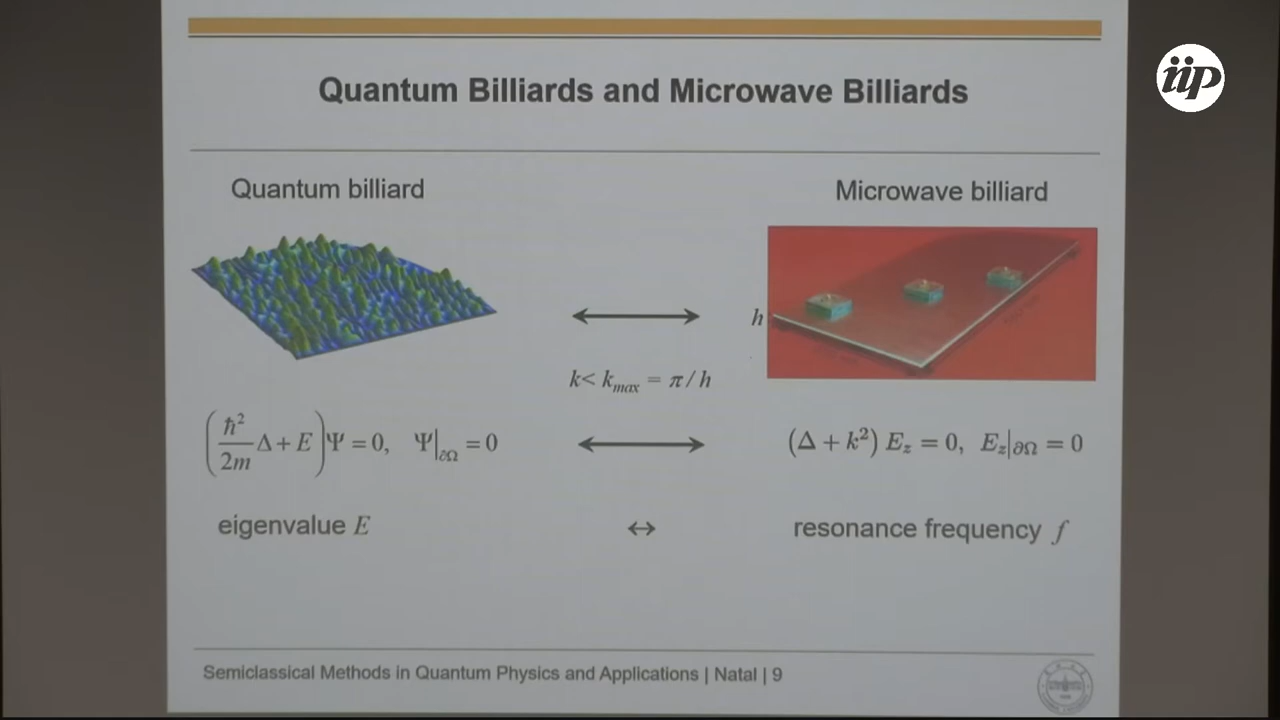 iip
Quantum Billiards and Microwave Billiards
Quantum billiard
Microwave billiard
h
k < k_max = π / h
(ħ²/2m Δ + E)Ψ = 0, Ψ|∂Ω = 0
(Δ + k²) E_z = 0, E_z|∂Ω = 0
eigenvalue E
↔
resonance frequency f
Semiclassical Methods in Quantum Physics and Applications | Natal | 9